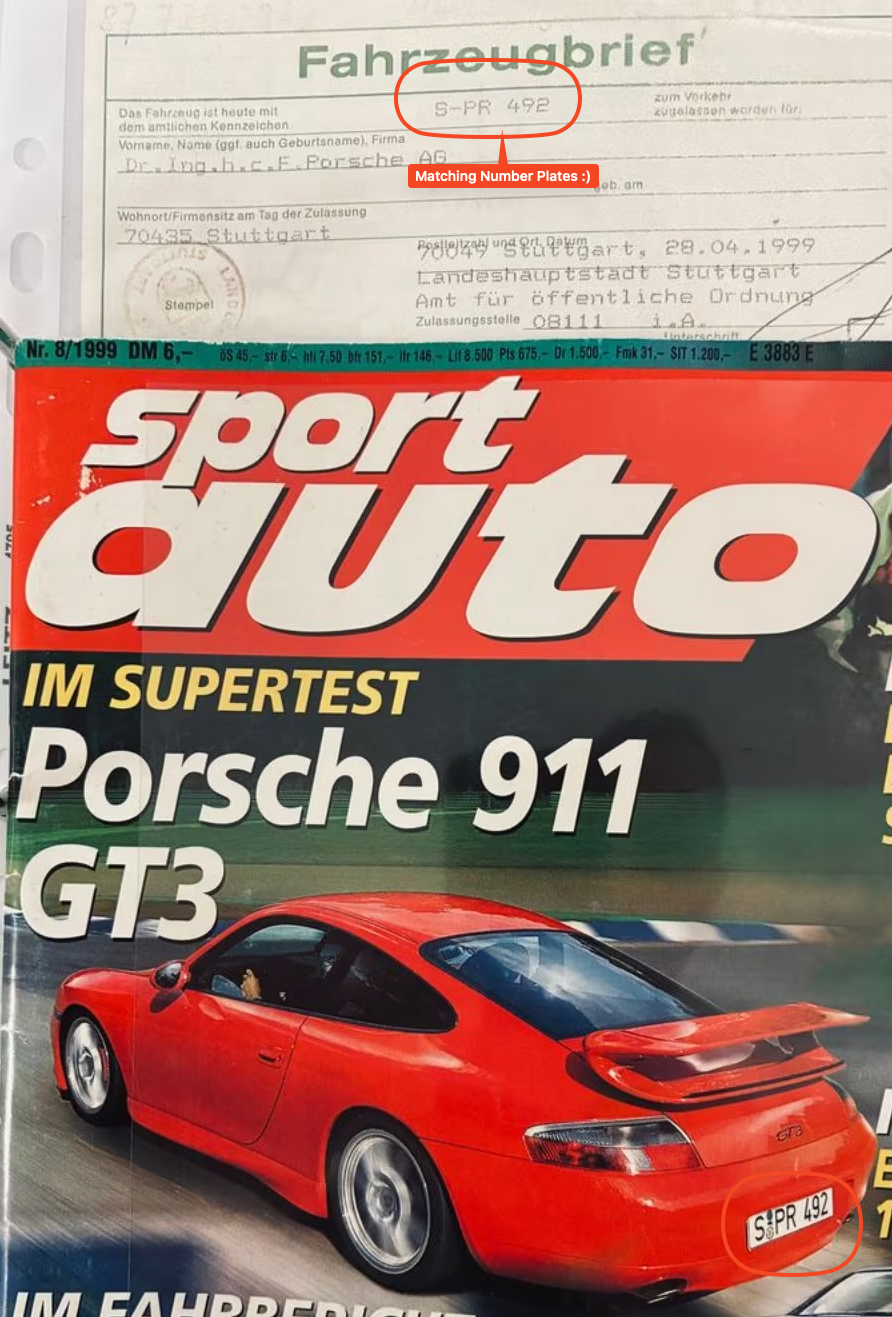 Fahrzeugbrief
Das Fahrzeug ist heute mit
dem amtlichen Kennzeichen
S-PR 492
zum Verkehr
zugelassen worden für:
Vorname, Name (ggf. auch Geburtsname), Firma
Dr.Ing.h.c.F.Porsche AG
Matching Number Plates :)
geb. am
Wohnort/Firmensitz am Tag der Zulassung
70435 Stuttgart
Postleitzahl und Ort, Datum
70049 Stuttgart, 28.04.1999
Landeshauptstadt Stuttgart
Amt für öffentliche Ordnung
Stempel
Zulassungsstelle 08111 i.A.
Unterschrift
Nr. 8/1999 DM 6,– öS 45,– sfr 6,– hfl 7,50 bfr 151,– lfr 146,– Lit 8.500 Pts 675,– Dr 1.500,– Fmk 31,– SIT 1.200,– E 3883 E
sport
auto
IM SUPERTEST
Porsche 911
GT3
GT3
S PR 492
IM FAHRBERICHT